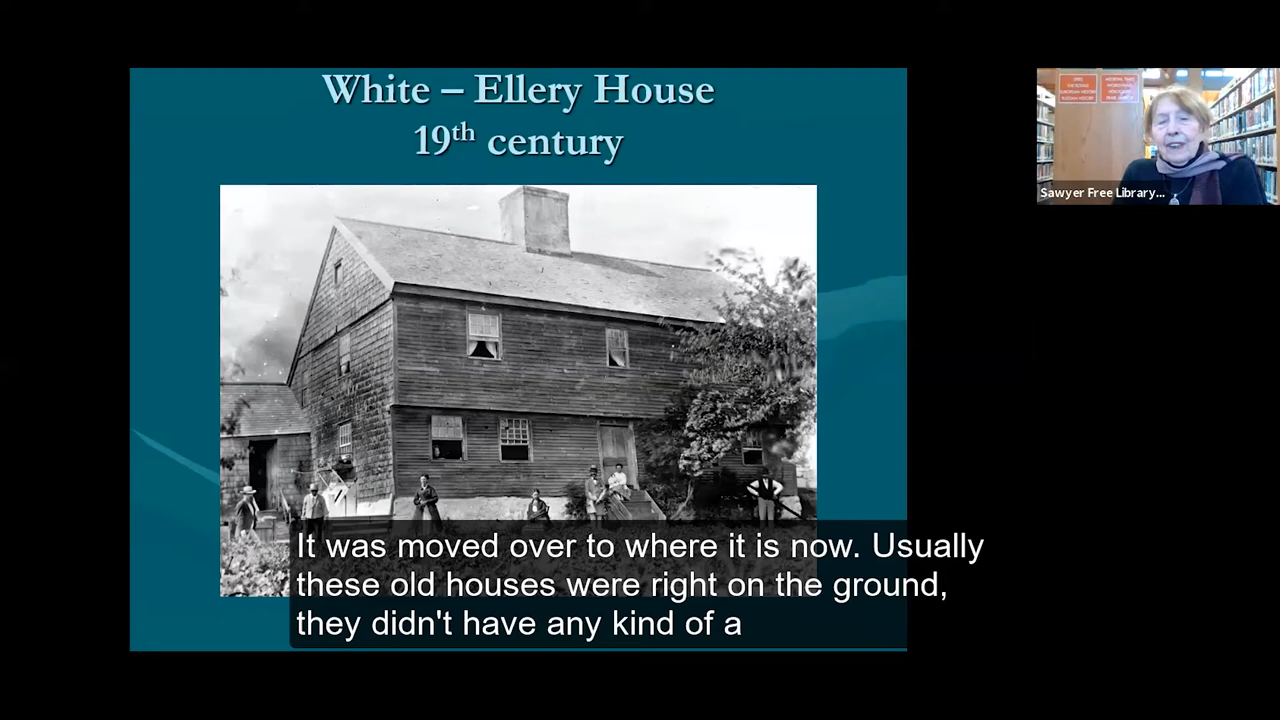 White – Ellery House
19th century
Sawyer Free Library...
It was moved over to where it is now. Usually
these old houses were right on the ground,
they didn't have any kind of a